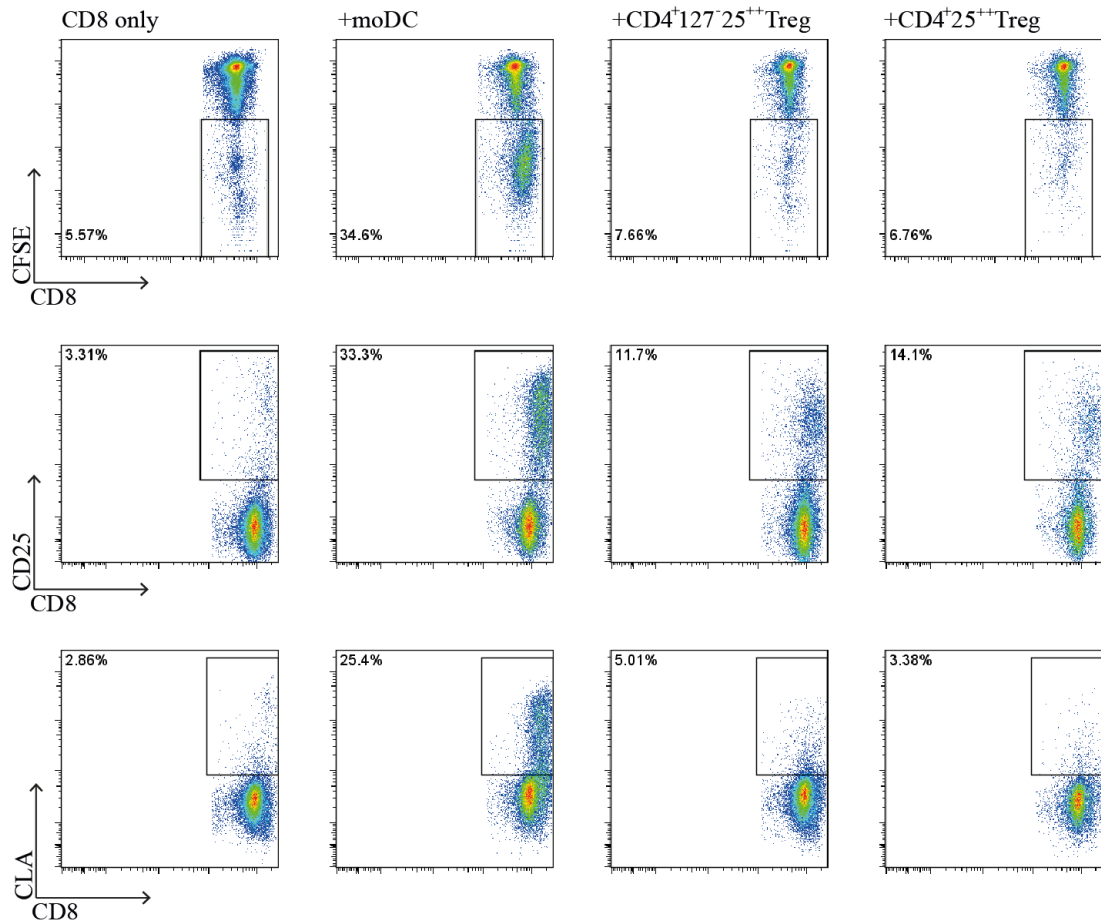 CD8 only +moDC +CD4⁺127⁻25⁺⁺Treg +CD4⁺25⁺⁺Treg
CFSE
5.57% 34.6% 7.66% 6.76%
CD8
3.31% 33.3% 11.7% 14.1%
CD25
CD8
2.86% 25.4% 5.01% 3.38%
CLA
CD8